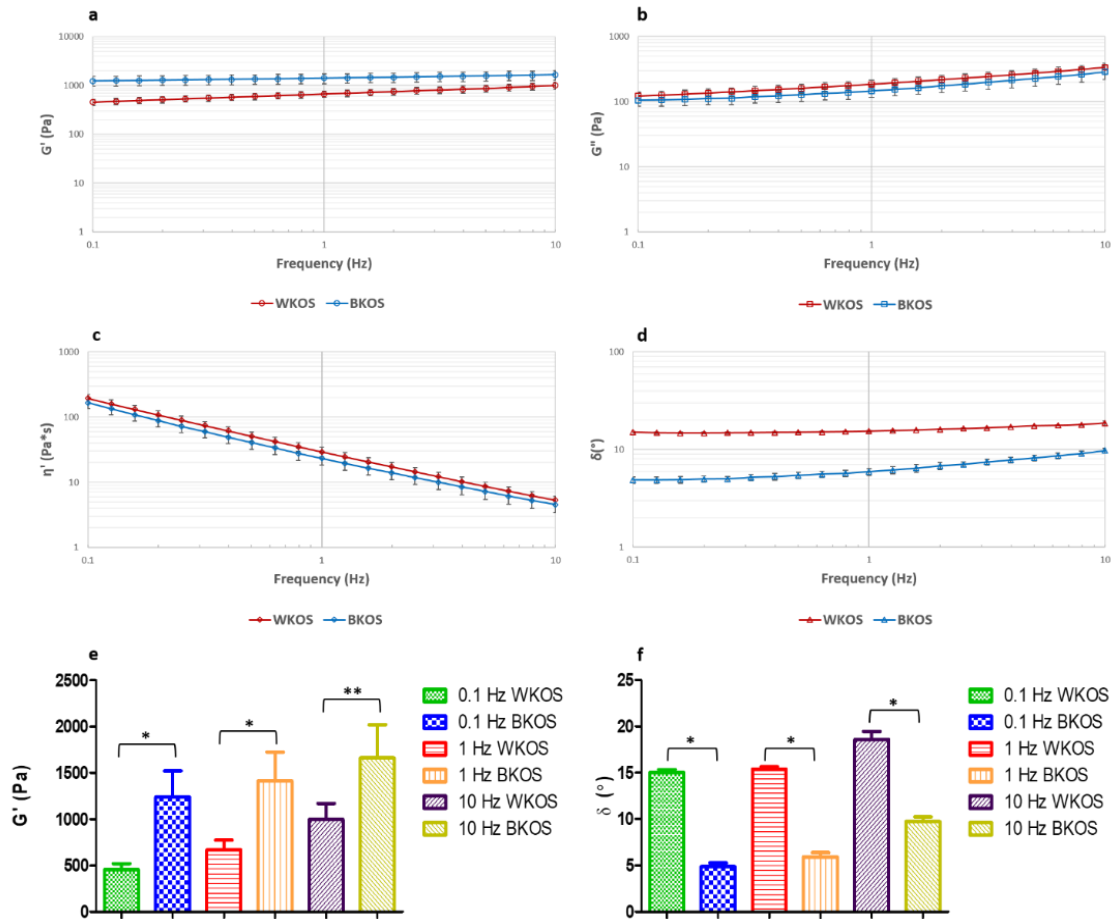 a
10000
1000
100
10
1
G' (Pa)
0.1
1
10
Frequency (Hz)
WKOS
BKOS
b
1000
100
10
1
G" (Pa)
0.1
1
10
Frequency (Hz)
WKOS
BKOS
c
1000
100
10
1
η' (Pa*s)
0.1
1
10
Frequency (Hz)
WKOS
BKOS
d
100
10
1
δ(°)
0.1
1
10
Frequency (Hz)
WKOS
BKOS
e
2500
2000
1500
1000
500
0
G' (Pa)
*
*
**
0.1 Hz WKOS
0.1 Hz BKOS
1 Hz WKOS
1 Hz BKOS
10 Hz WKOS
10 Hz BKOS
f
25
20
15
10
5
0
δ (°)
*
*
*
0.1 Hz WKOS
0.1 Hz BKOS
1 Hz WKOS
1 Hz BKOS
10 Hz WKOS
10 Hz BKOS